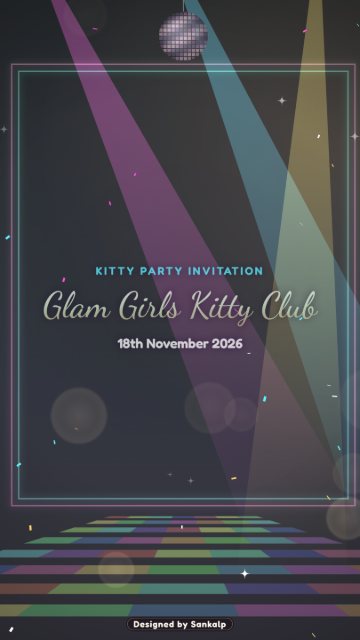 KITTY PARTY INVITATION
Glam Girls Kitty Club
18th November 2026
Designed by Sankalp